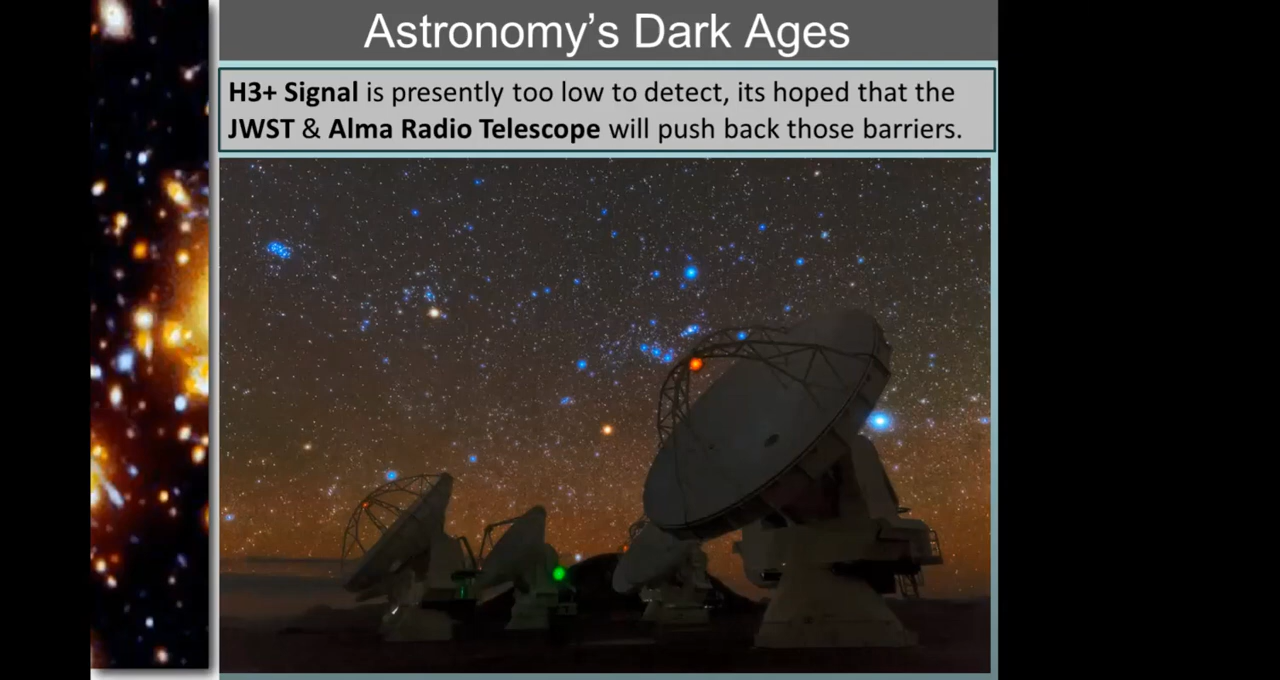 Astronomy's Dark Ages
H3+ Signal is presently too low to detect, its hoped that the
JWST & Alma Radio Telescope will push back those barriers.